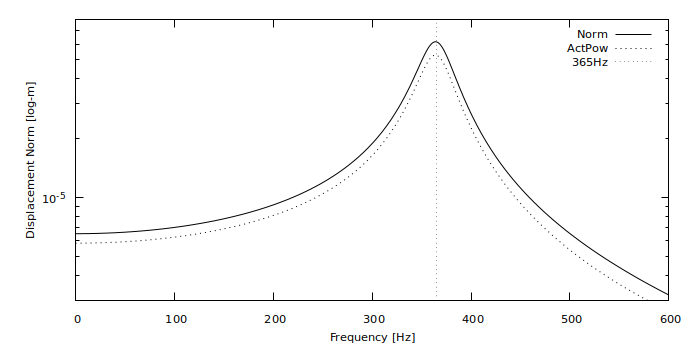 Norm
ActPow
365Hz
Displacement Norm [log-m]
10^-5
0 100 200 300 400 500 600
Frequency [Hz]